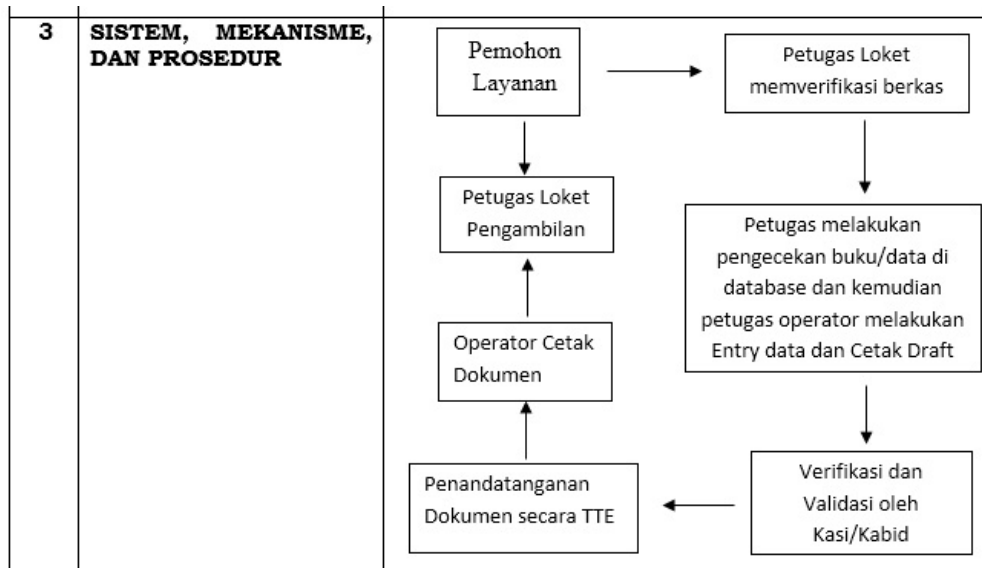 3
SISTEM, MEKANISME,
DAN PROSEDUR
Pemohon
Layanan
Petugas Loket
memverifikasi berkas
Petugas melakukan
pengecekan buku/data di
database dan kemudian
petugas operator melakukan
Entry data dan Cetak Draft
Verifikasi dan
Validasi oleh
Kasi/Kabid
Penandatanganan
Dokumen secara TTE
Operator Cetak
Dokumen
Petugas Loket
Pengambilan